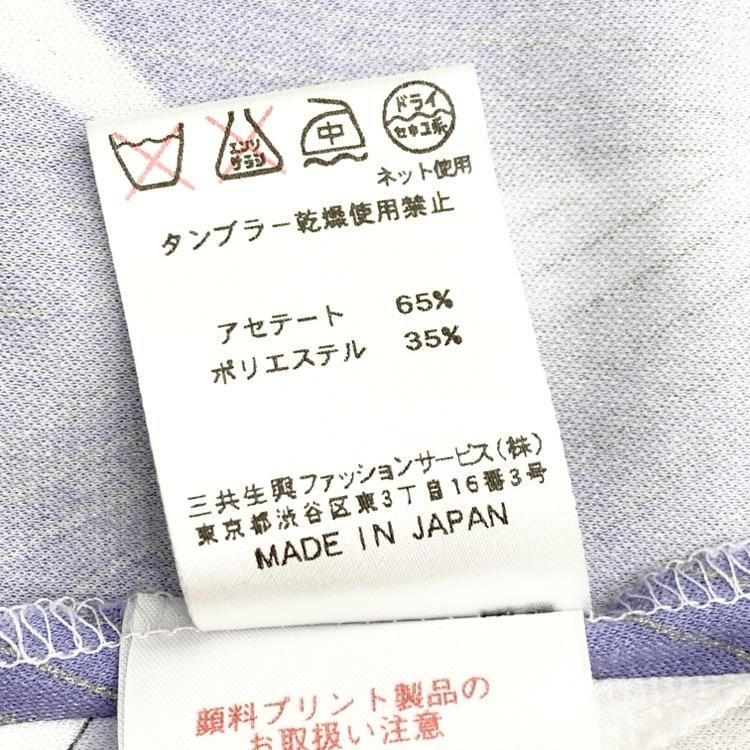 エンソ
サラシ
中
ドライ
セキユ系
ネット使用
タンブラー乾燥使用禁止
アセテート 65%
ポリエステル 35%
三共生興ファッションサービス(株)
東京都渋谷区東3丁目16番3号
MADE IN JAPAN
顔料プリント製品の
お取扱い注意